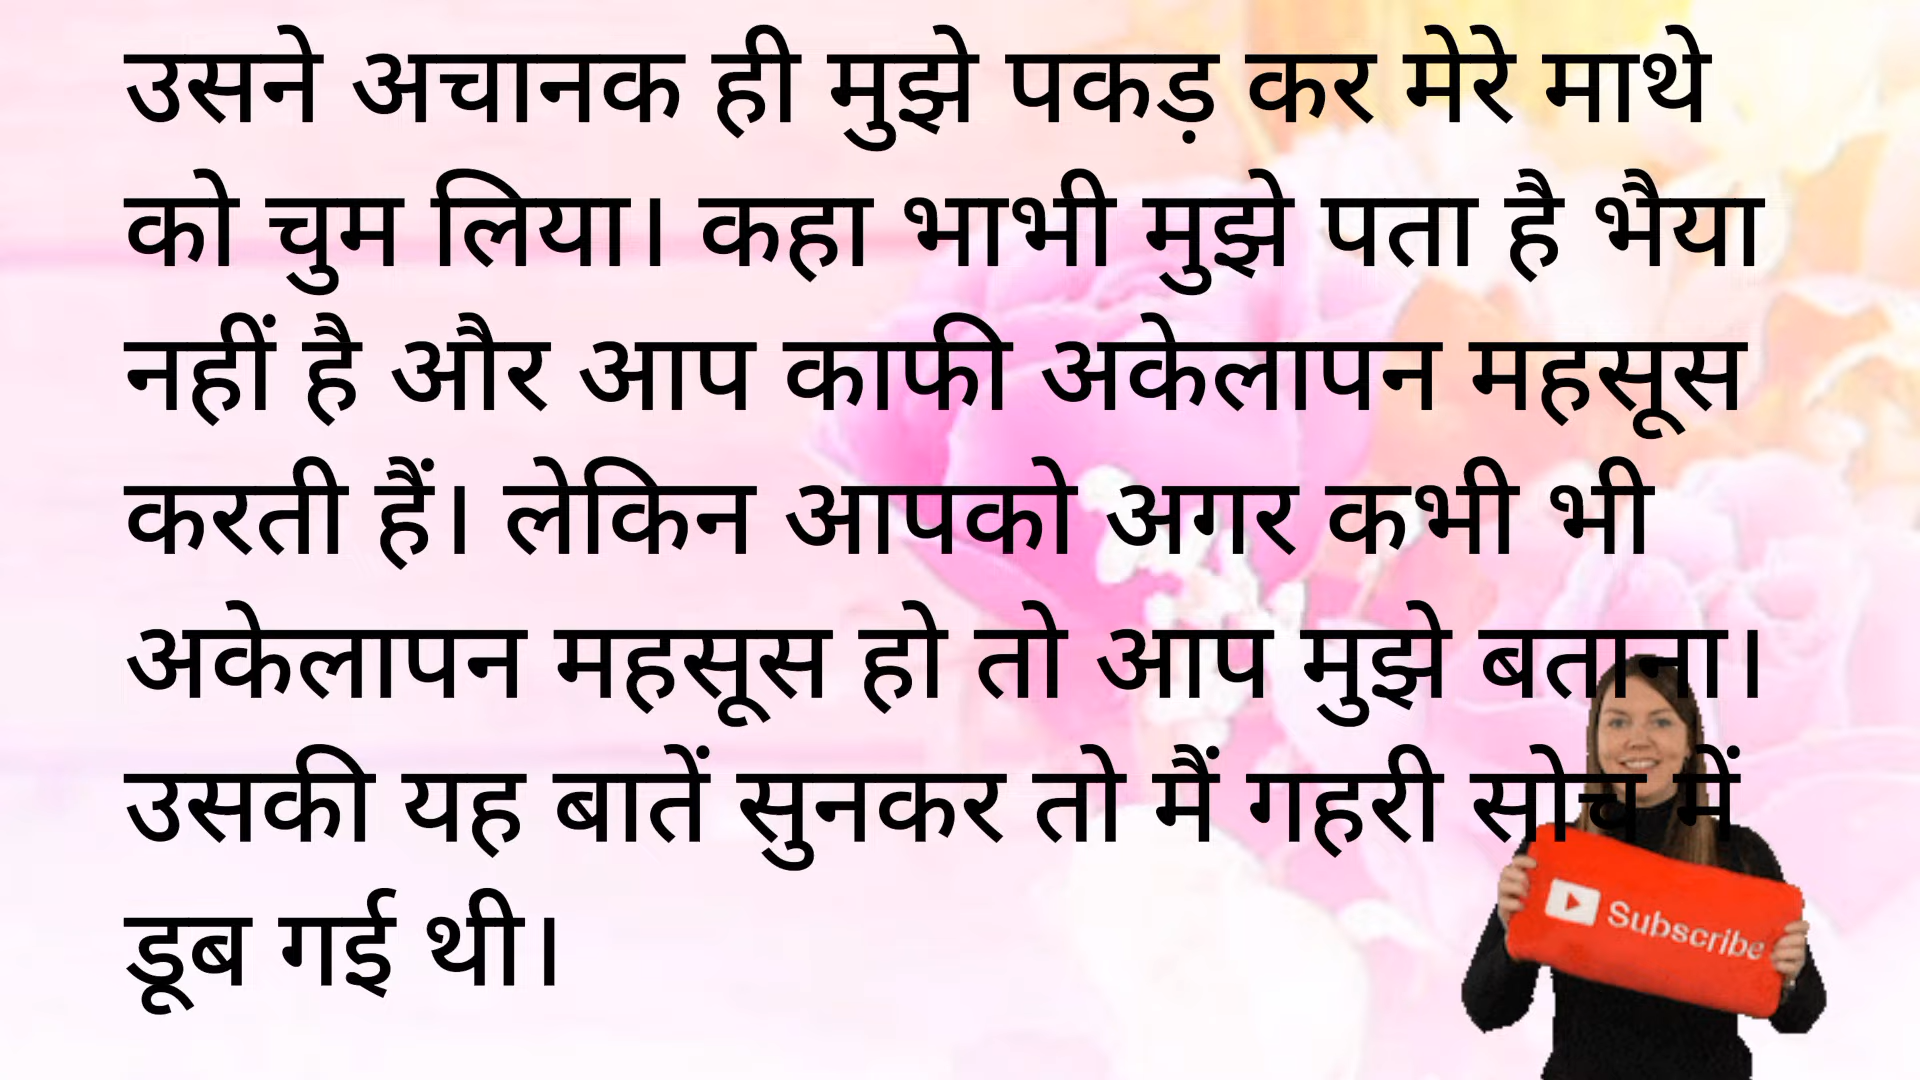 उसने अचानक ही मुझे पकड़ कर मेरे माथे
को चुम लिया। कहा भाभी मुझे पता है भैया
नहीं है और आप काफी अकेलापन महसूस
करती हैं। लेकिन आपको अगर कभी भी
अकेलापन महसूस हो तो आप मुझे बताना।
उसकी यह बातें सुनकर तो मैं गहरी सोच में
डूब गई थी।
Subscribe